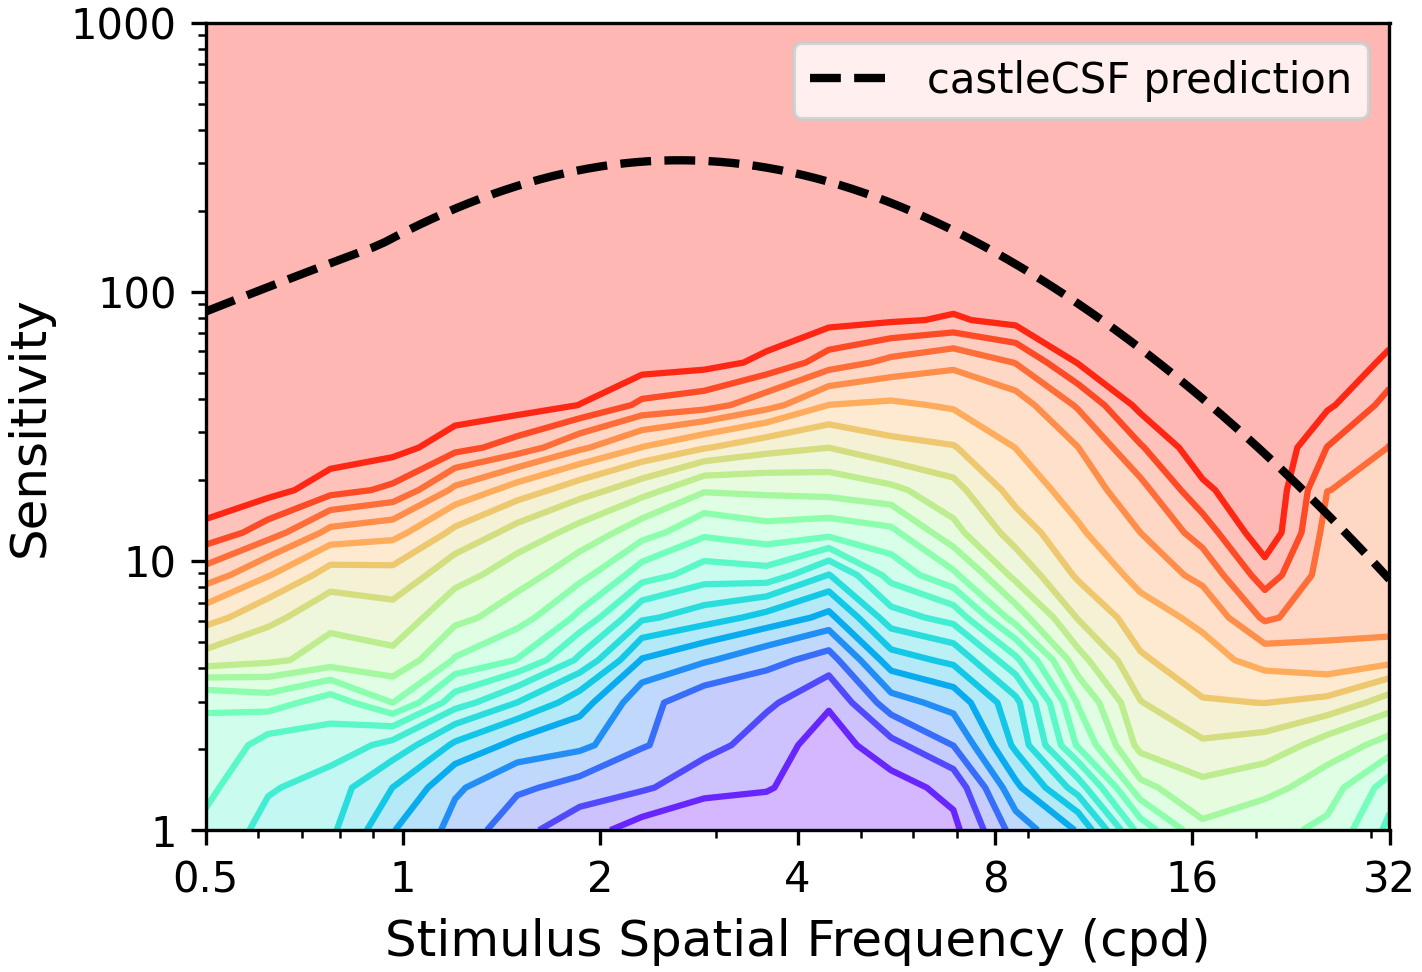 1000
castleCSF prediction
100
Sensitivity
10
1
0.5 1 2 4 8 16 32
Stimulus Spatial Frequency (cpd)